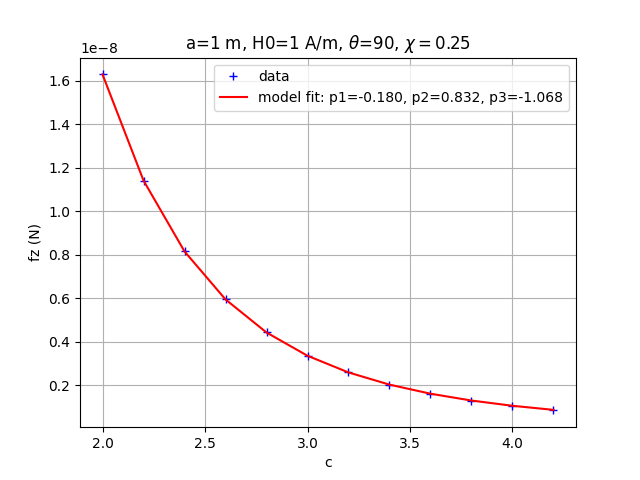 a=1 m, H0=1 A/m, θ=90, χ = 0.25
1e−8
data
model fit: p1=-0.180, p2=0.832, p3=-1.068
1.6
1.4
1.2
1.0
0.8
0.6
0.4
0.2
fz (N)
2.0 2.5 3.0 3.5 4.0
c